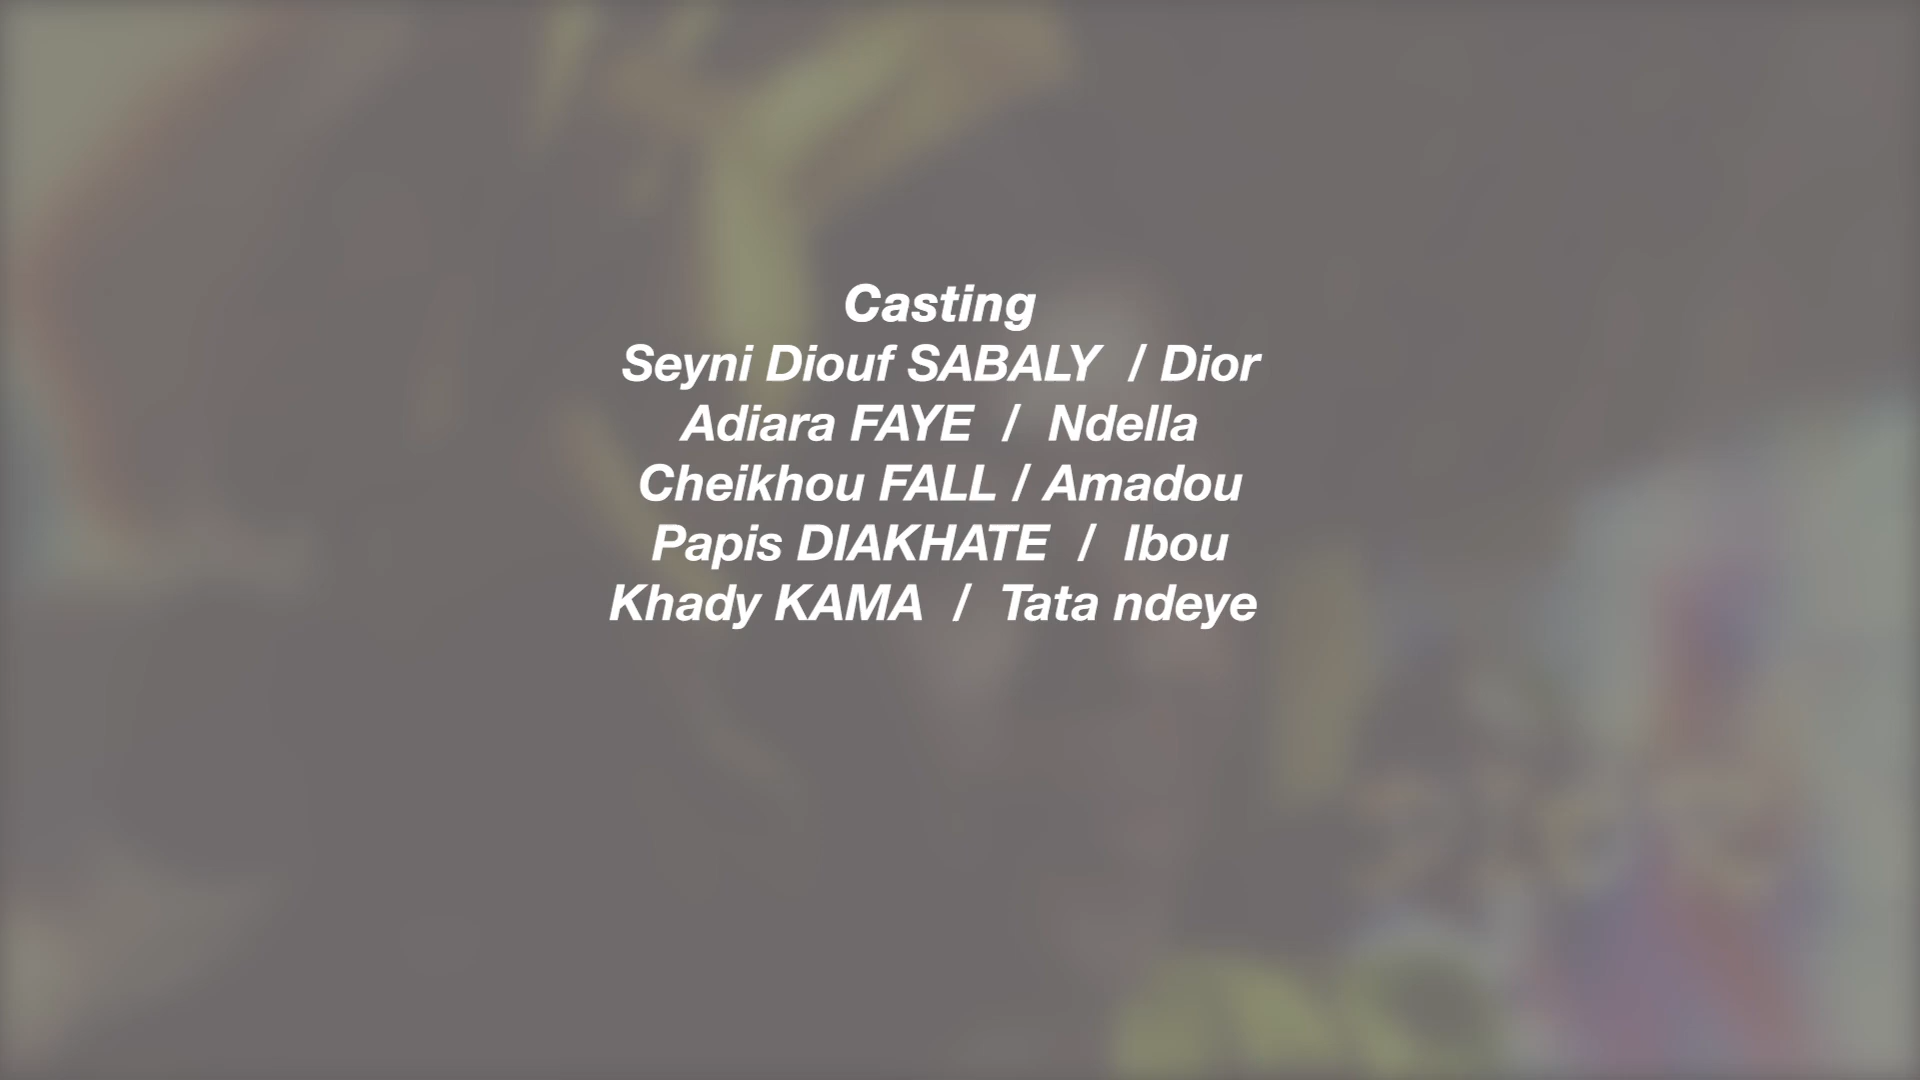 Casting
Seyni Diouf SABALY / Dior
Adiara FAYE / Ndella
Cheikhou FALL / Amadou
Papis DIAKHATE / Ibou
Khady KAMA / Tata ndeye